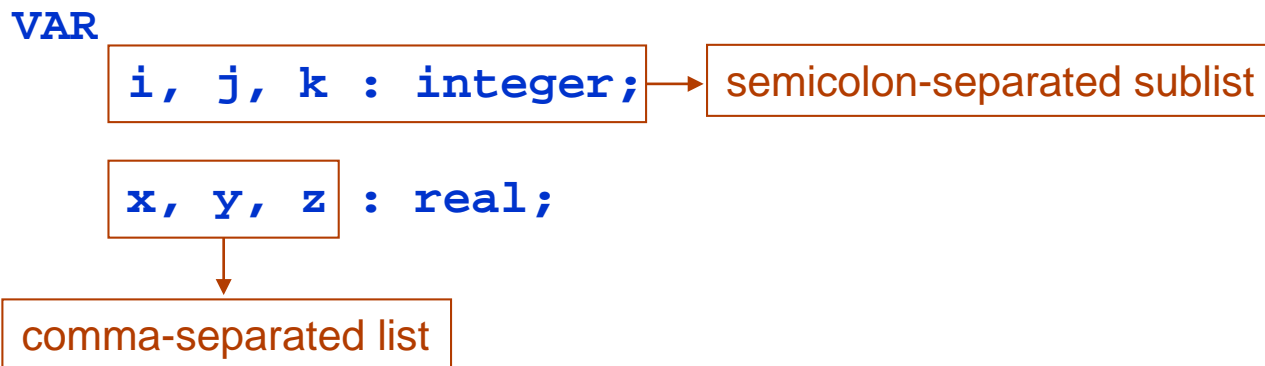 VAR
i, j, k : integer; semicolon-separated sublist
x, y, z : real;
comma-separated list